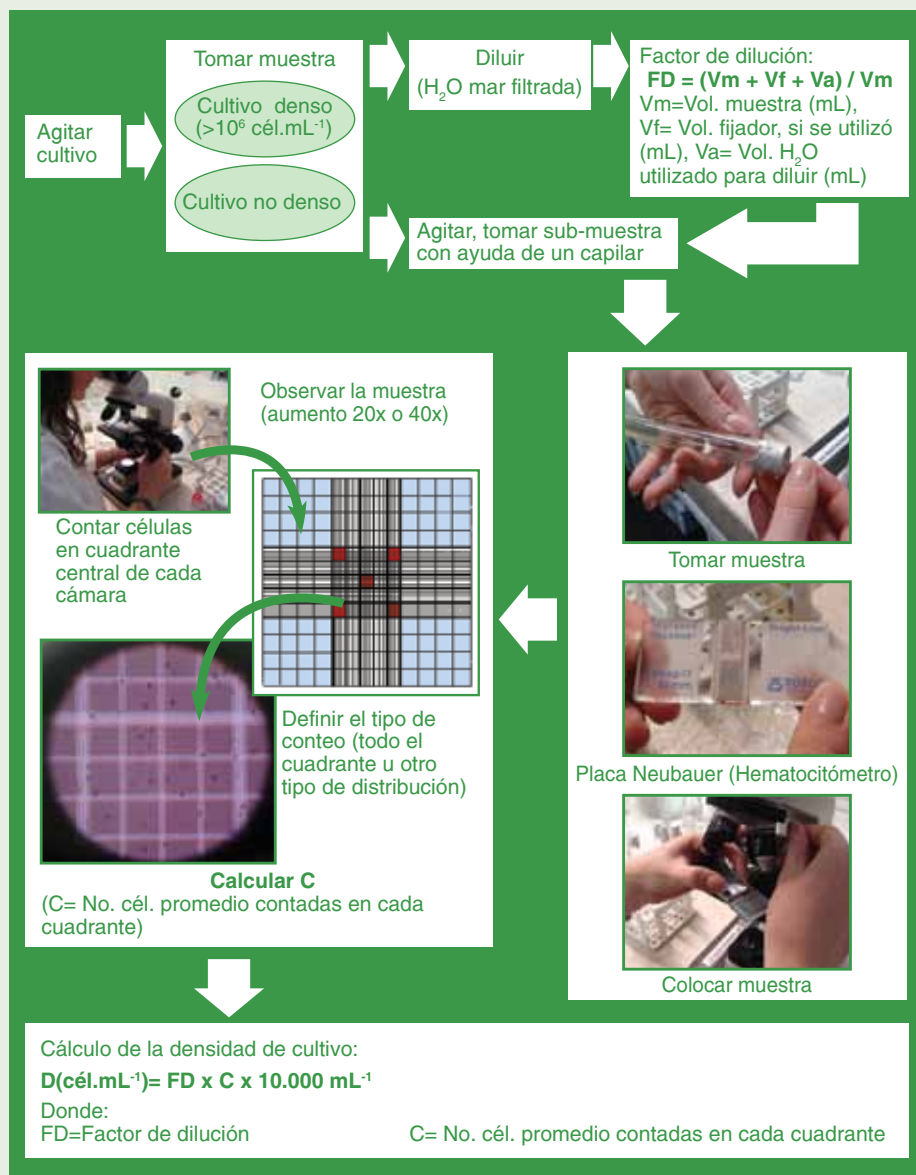 Agitar
cultivo
Tomar muestra
Cultivo denso
(>10⁶ cél.mL⁻¹)
Cultivo no denso
Diluir
(H₂O mar filtrada)
Factor de dilución:
FD = (Vm + Vf + Va) / Vm
Vm=Vol. muestra (mL),
Vf= Vol. fijador, si se utilizó
(mL), Va= Vol. H₂O
utilizado para diluir (mL)
Agitar, tomar sub-muestra
con ayuda de un capilar
Tomar muestra
Placa Neubauer (Hematocitómetro)
Colocar muestra
Observar la muestra
(aumento 20x o 40x)
Contar células
en cuadrante
central de cada
cámara
Definir el tipo de
conteo (todo el
cuadrante u otro
tipo de distribución)
Calcular C
(C= No. cél. promedio contadas en cada
cuadrante)
Cálculo de la densidad de cultivo:
D(cél.mL⁻¹)= FD x C x 10.000 mL⁻¹
Donde:
FD=Factor de dilución C= No. cél. promedio contadas en cada cuadrante